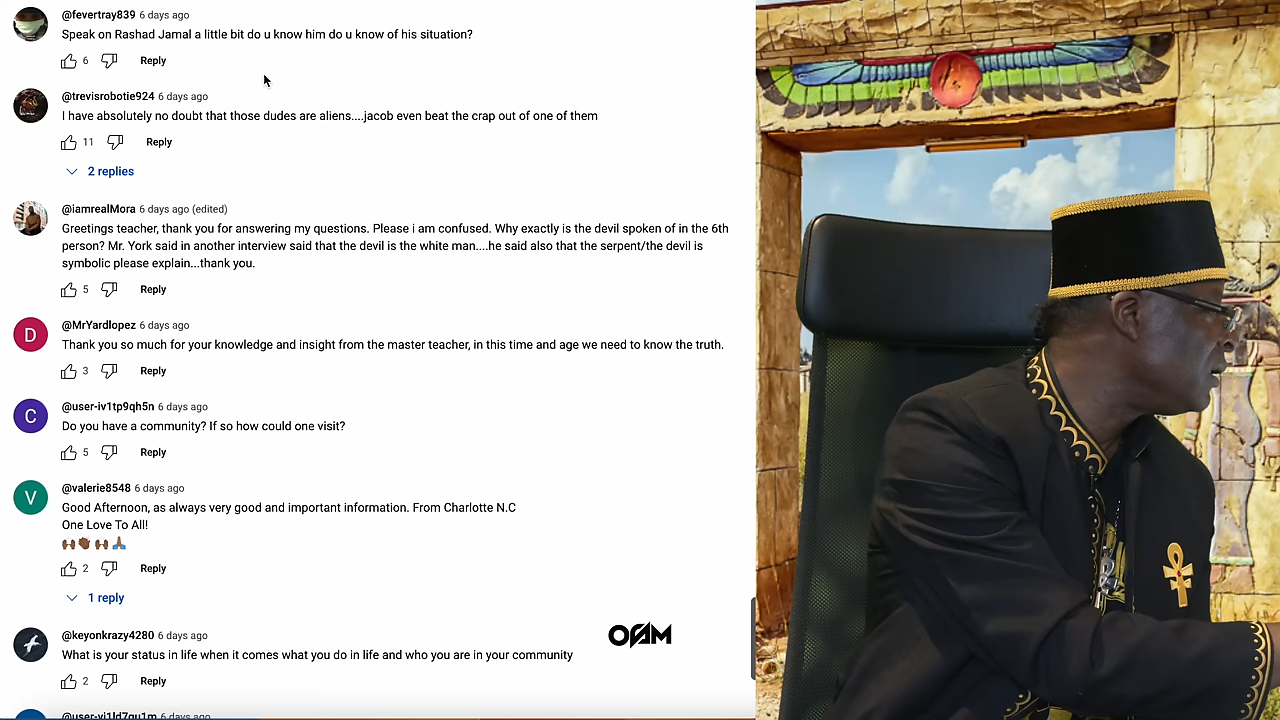 @fevertray839 6 days ago
Speak on Rashad Jamal a little bit do u know him do u know of his situation?
6 Reply
@trevisrobotie924 6 days ago
I have absolutely no doubt that those dudes are aliens....jacob even beat the crap out of one of them
11 Reply
2 replies
@iamrealMora 6 days ago (edited)
Greetings teacher, thank you for answering my questions. Please i am confused. Why exactly is the devil spoken of in the 6th
person? Mr. York said in another interview said that the devil is the white man....he said also that the serpent/the devil is
symbolic please explain...thank you.
5 Reply
D
@MrYardlopez 6 days ago
Thank you so much for your knowledge and insight from the master teacher, in this time and age we need to know the truth.
3 Reply
C
@user-iv1tp9qh5n 6 days ago
Do you have a community? If so how could one visit?
5 Reply
V
@valerie8548 6 days ago
Good Afternoon, as always very good and important information. From Charlotte N.C
One Love To All!
🙌🏾👏🏾🙌🏾🙏🏾
2 Reply
1 reply
@keyonkrazy4280 6 days ago
What is your status in life when it comes what you do in life and who you are in your community
2 Reply
OFAM
@user-yi1ld7gu1m 6 days ago